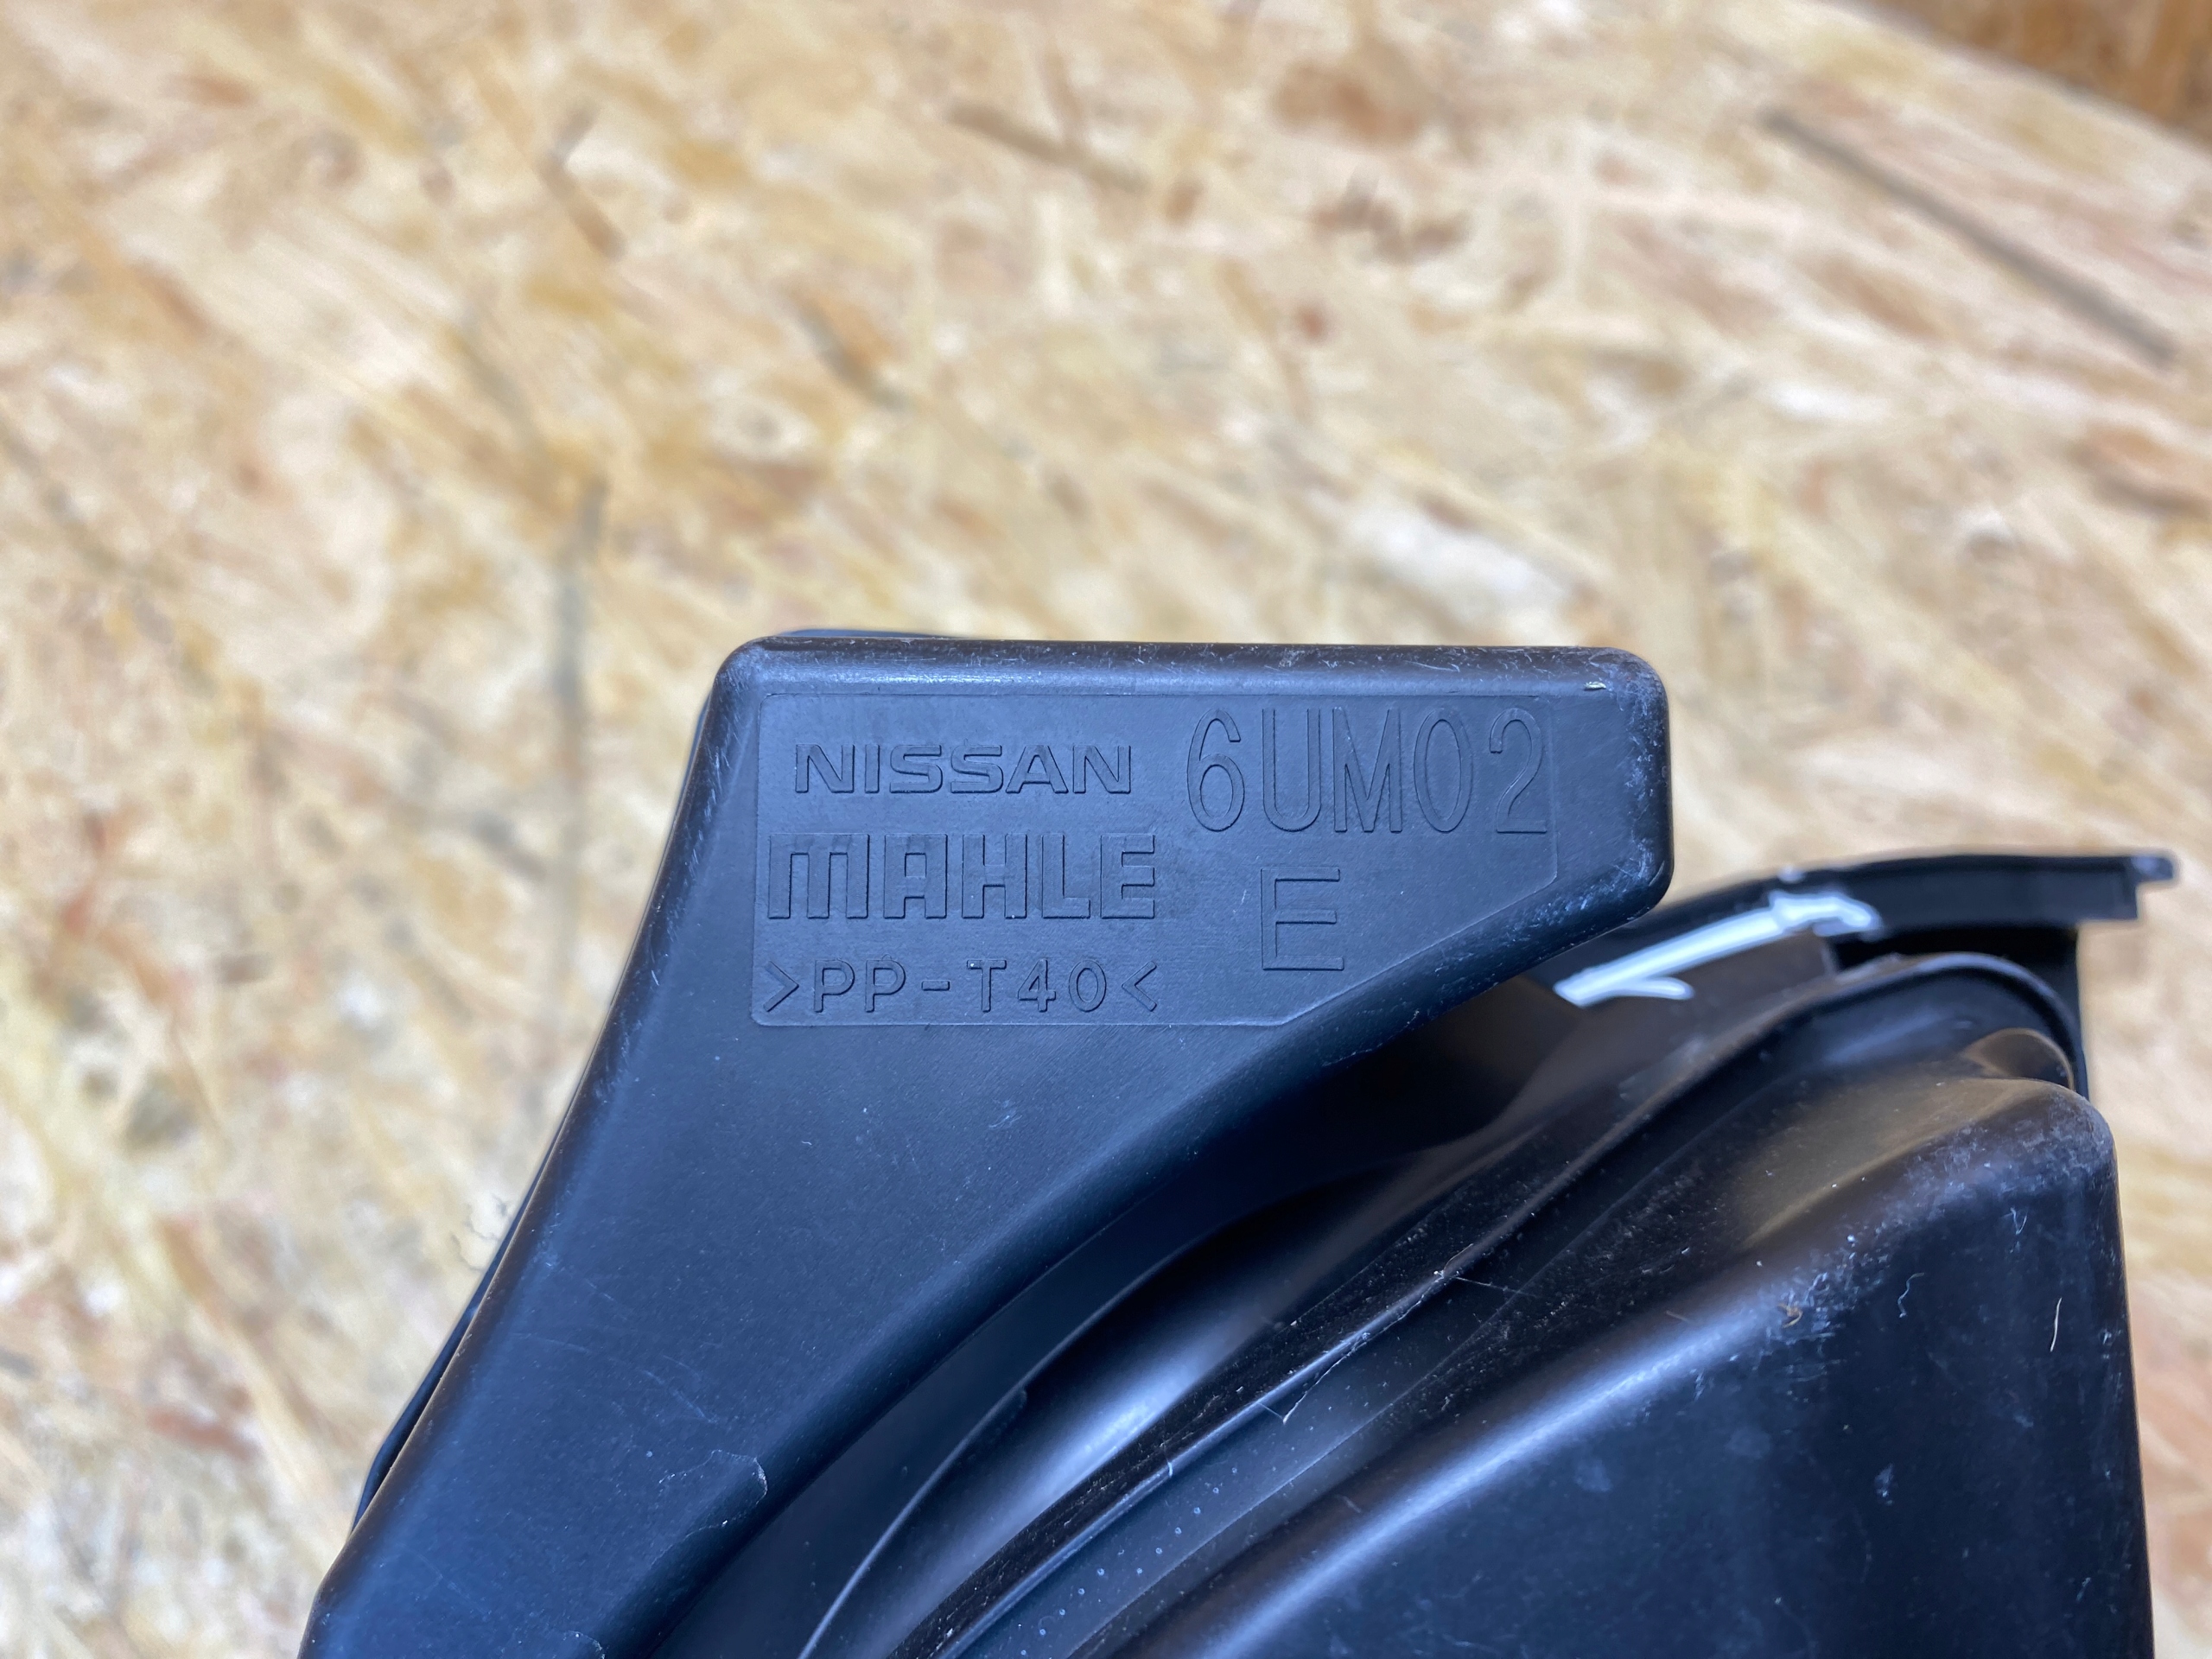 NISSAN 6UM02
MAHLE E
>PP-T40<